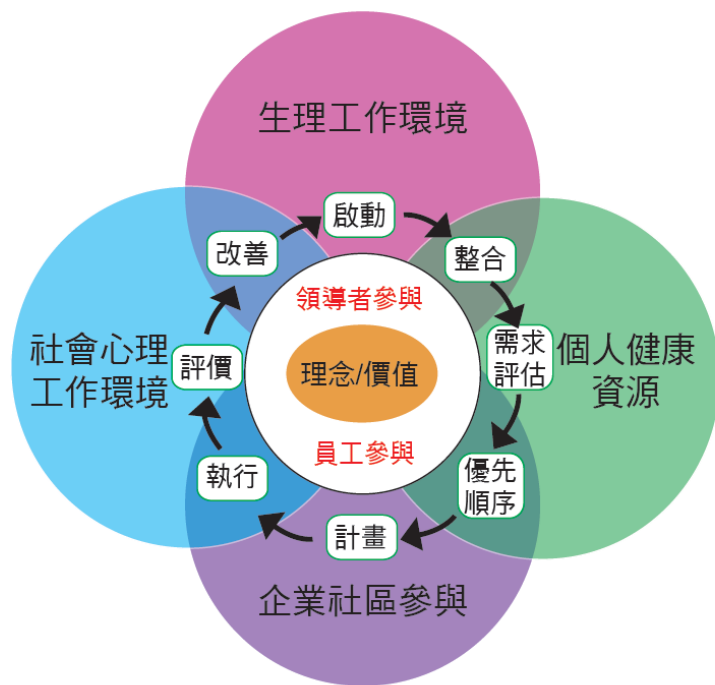 生理工作環境
啟動
改善
整合
領導者參與
社會心理
工作環境
評價
理念/價值
需求
評估
個人健康
資源
員工參與
執行
優先
順序
計畫
企業社區參與